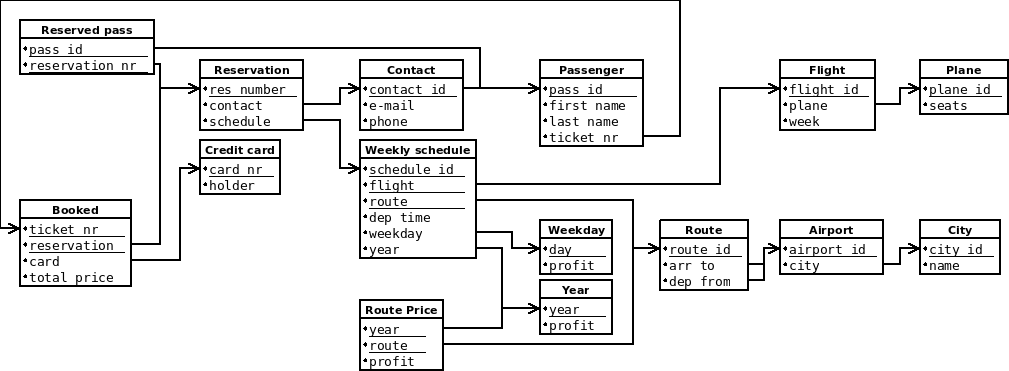 Reserved pass
pass id
reservation nr
Reservation
res number
contact
schedule
Contact
contact id
e-mail
phone
Passenger
pass id
first name
last name
ticket nr
Flight
flight id
plane
week
Plane
plane id
seats
Credit card
card nr
holder
Weekly schedule
schedule id
flight
route
dep time
weekday
year
Booked
ticket nr
reservation
card
total price
Weekday
day
profit
Route
route id
arr to
dep from
Airport
airport id
city
City
city id
name
Year
year
profit
Route Price
year
route
profit